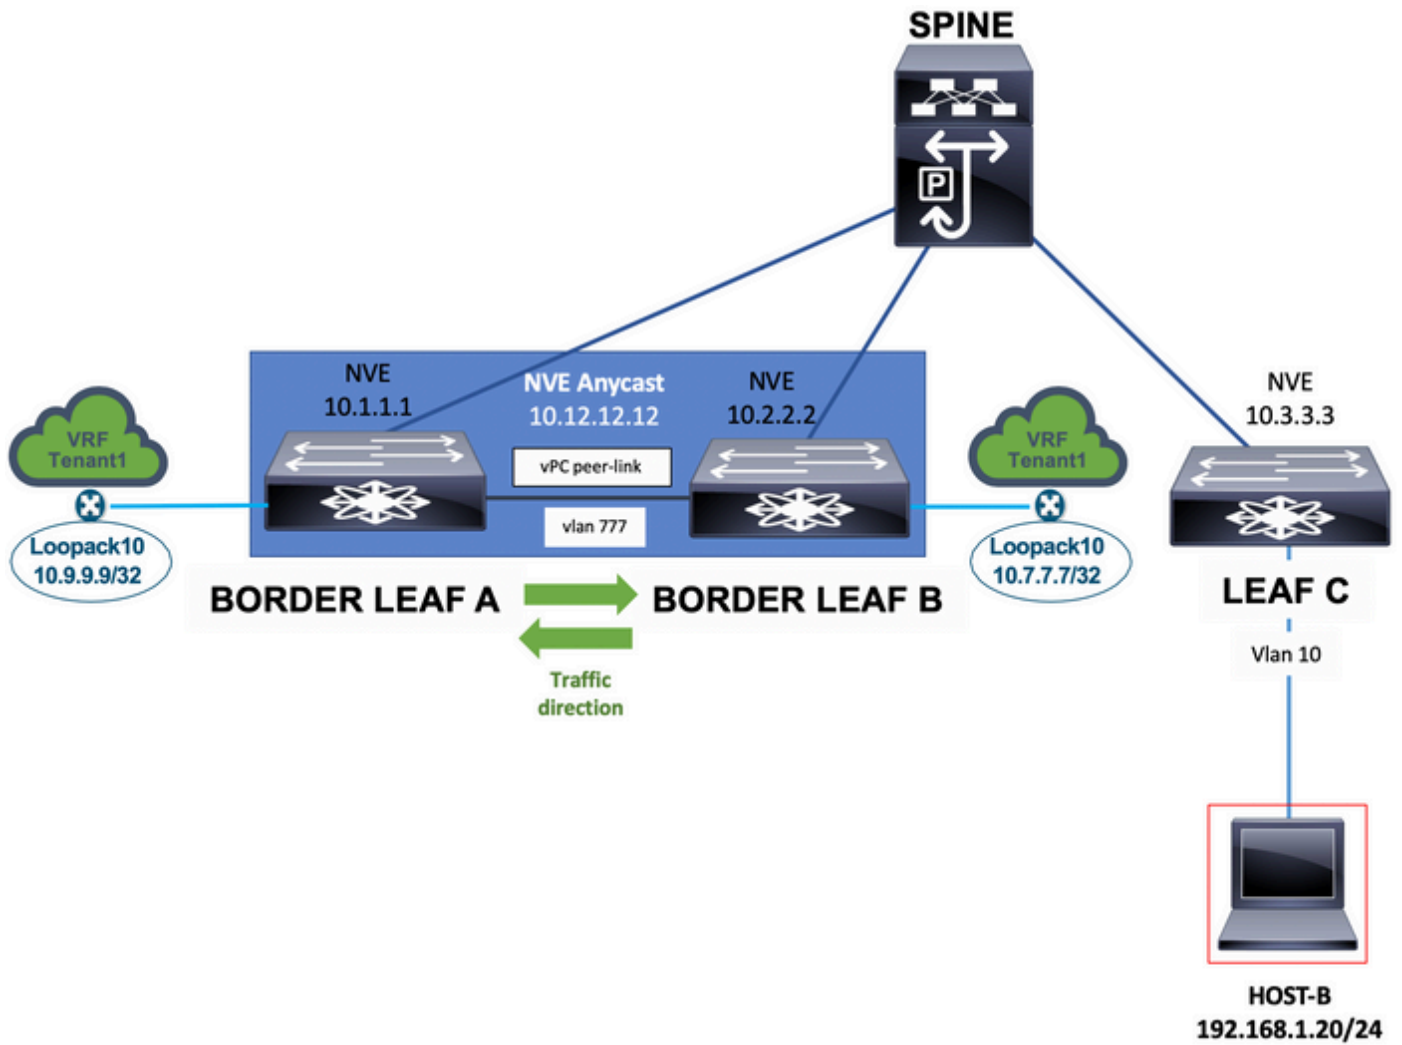 SPINE
P
NVE
10.1.1.1
NVE Anycast
10.12.12.12
NVE
10.2.2.2
NVE
10.3.3.3
VRF
Tenant1
VRF
Tenant1
vPC peer-link
vlan 777
Loopack10
10.9.9.9/32
Loopack10
10.7.7.7/32
BORDER LEAF A
BORDER LEAF B
LEAF C
Traffic
direction
Vlan 10
HOST-B
192.168.1.20/24